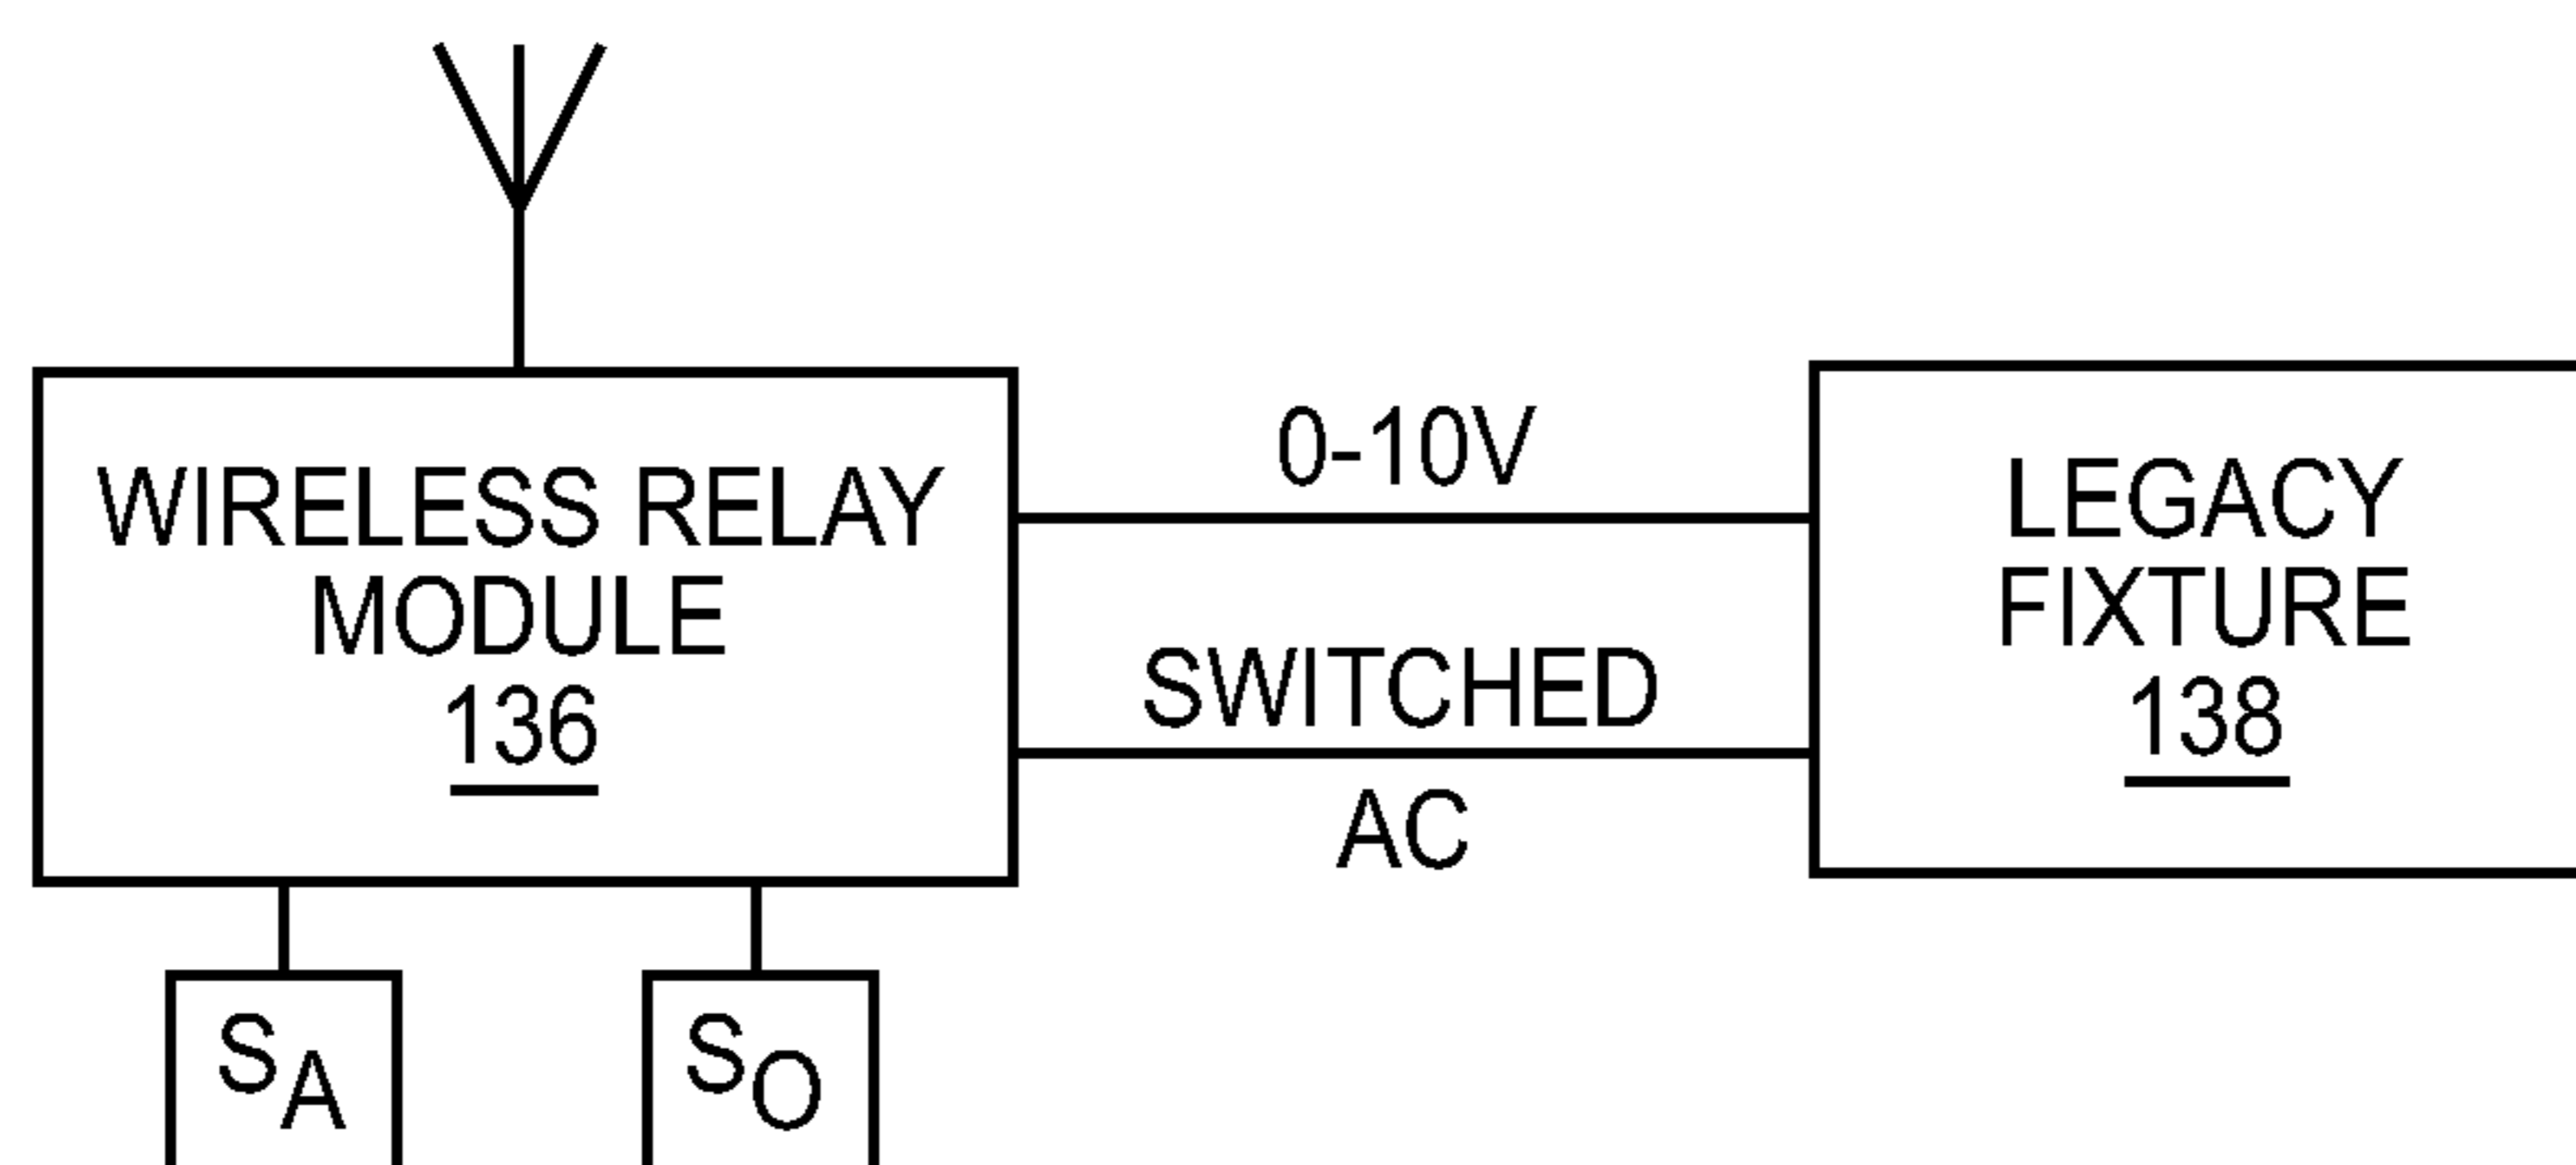 WIRELESS RELAY
MODULE
136
0-10V
SWITCHED
AC
LEGACY
FIXTURE
138
SA
SO